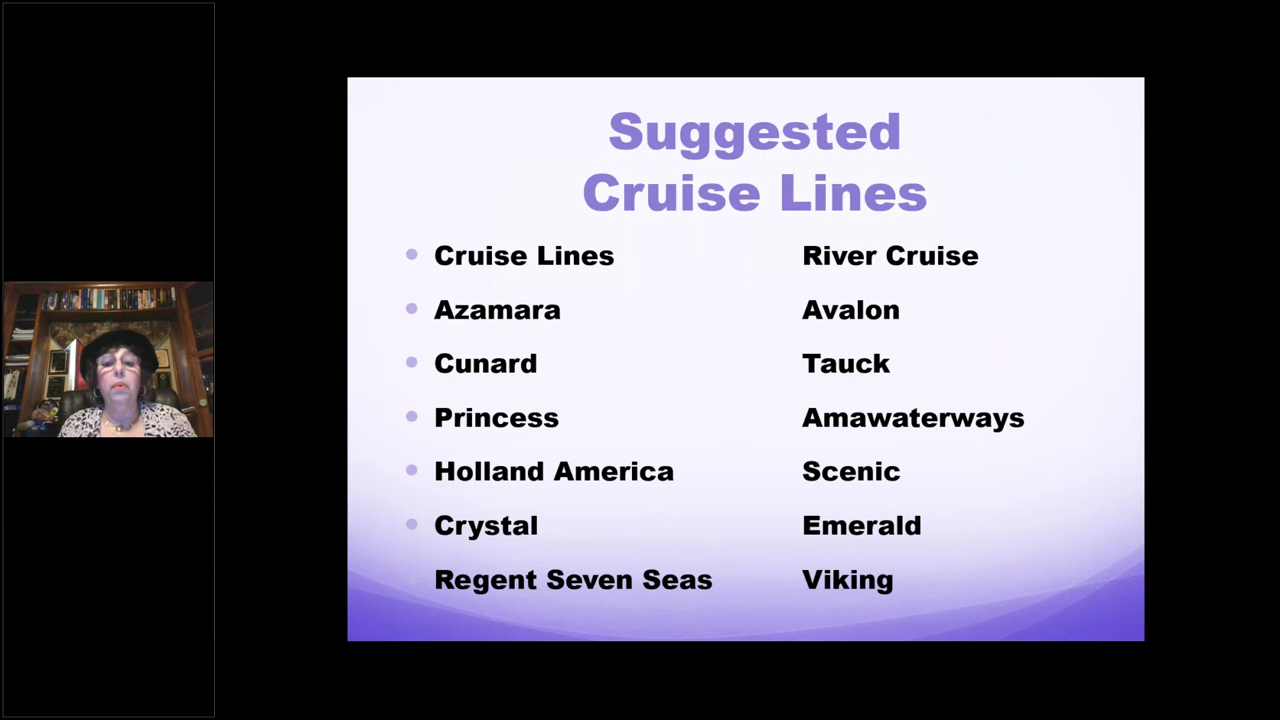 Suggested
Cruise Lines
Cruise Lines River Cruise
Azamara Avalon
Cunard Tauck
Princess Amawaterways
Holland America Scenic
Crystal Emerald
Regent Seven Seas Viking